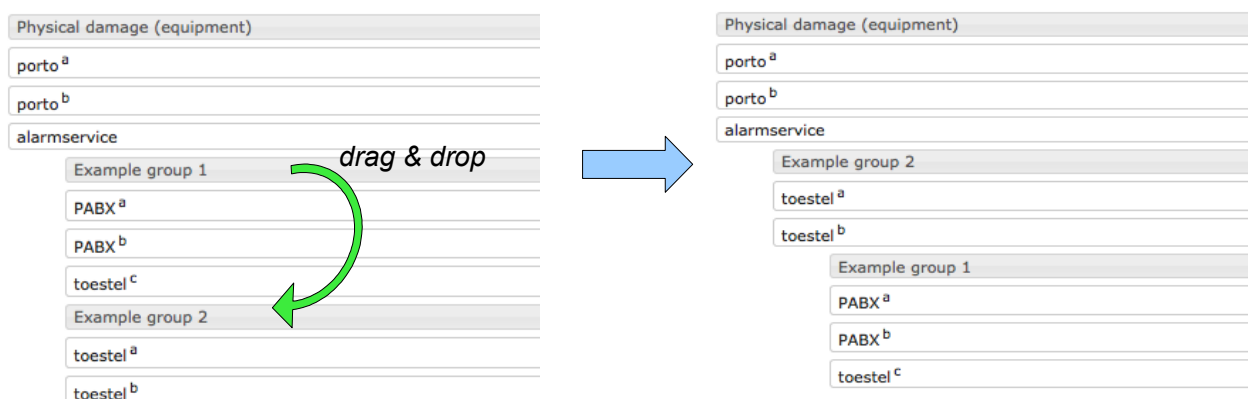 Physical damage (equipment)
porto a
porto b
alarmservice
Example group 1
PABX a
PABX b
toestel c
Example group 2
toestel a
toestel b
drag & drop
Physical damage (equipment)
porto a
porto b
alarmservice
Example group 2
toestel a
toestel b
Example group 1
PABX a
PABX b
toestel c